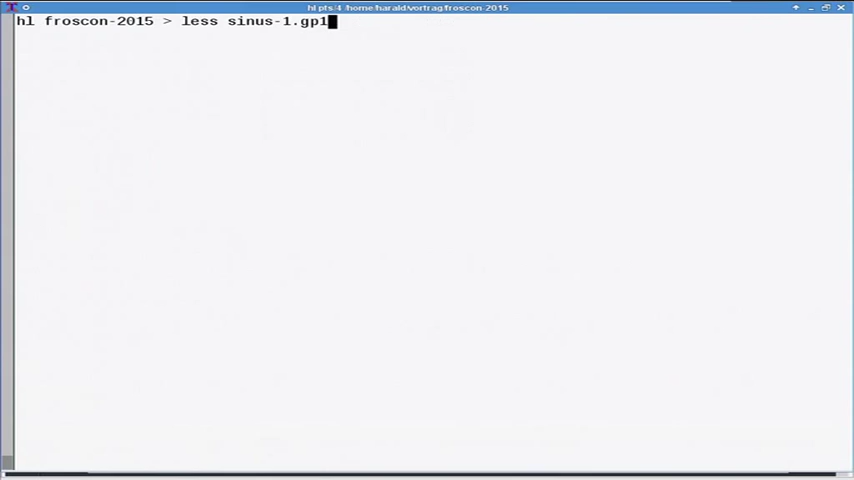 hl pts/4 /home/harald/vortrag/froscon-2015
hl froscon-2015 > less sinus-1.gp1